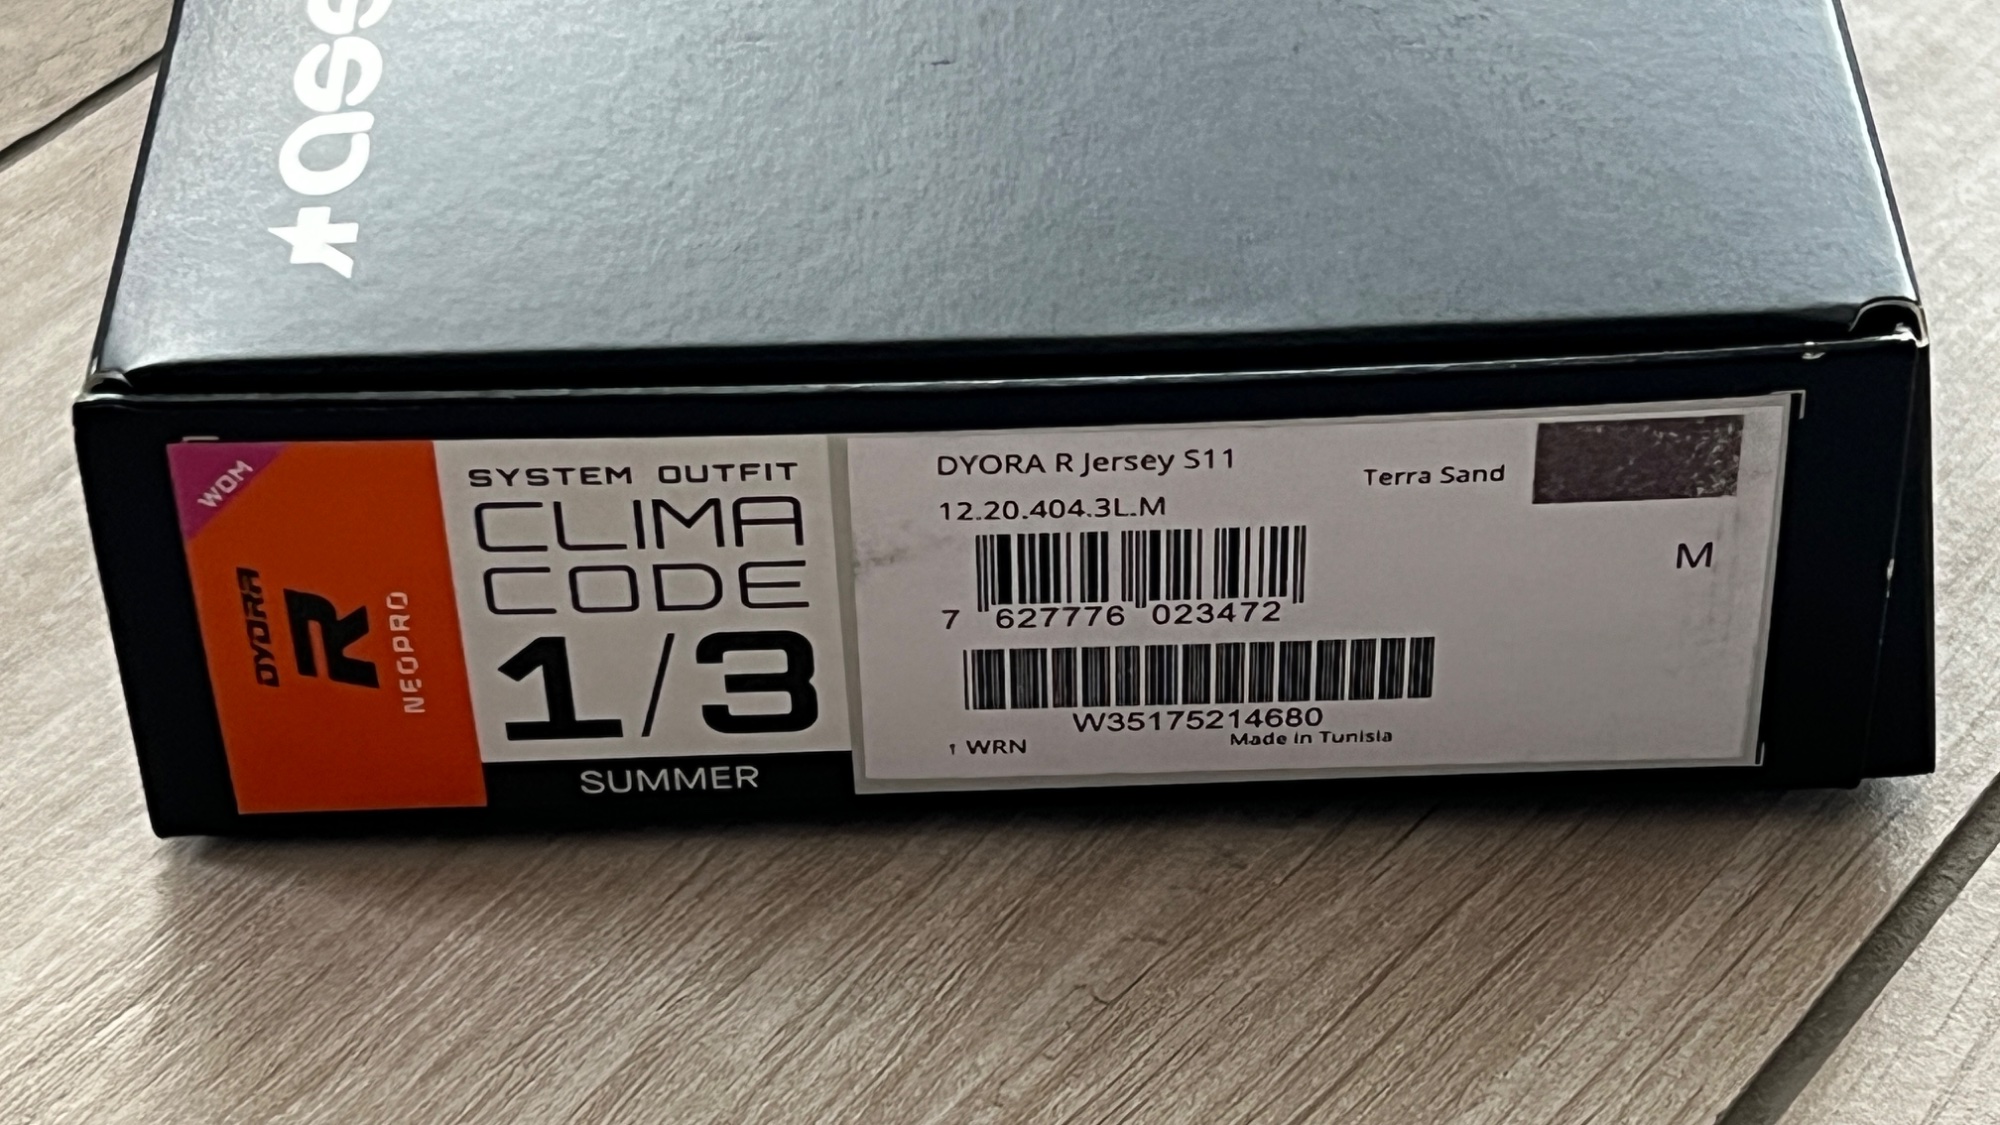 ass
WOM
DYORA
R
NEOPRO
SYSTEM OUTFIT
CLIMA
CODE
1/3
SUMMER
DYORA R Jersey S11
Terra Sand
12.20.404.3L.M
M
7 627776 023472
W35175214680
Made in Tunisia
1 WRN